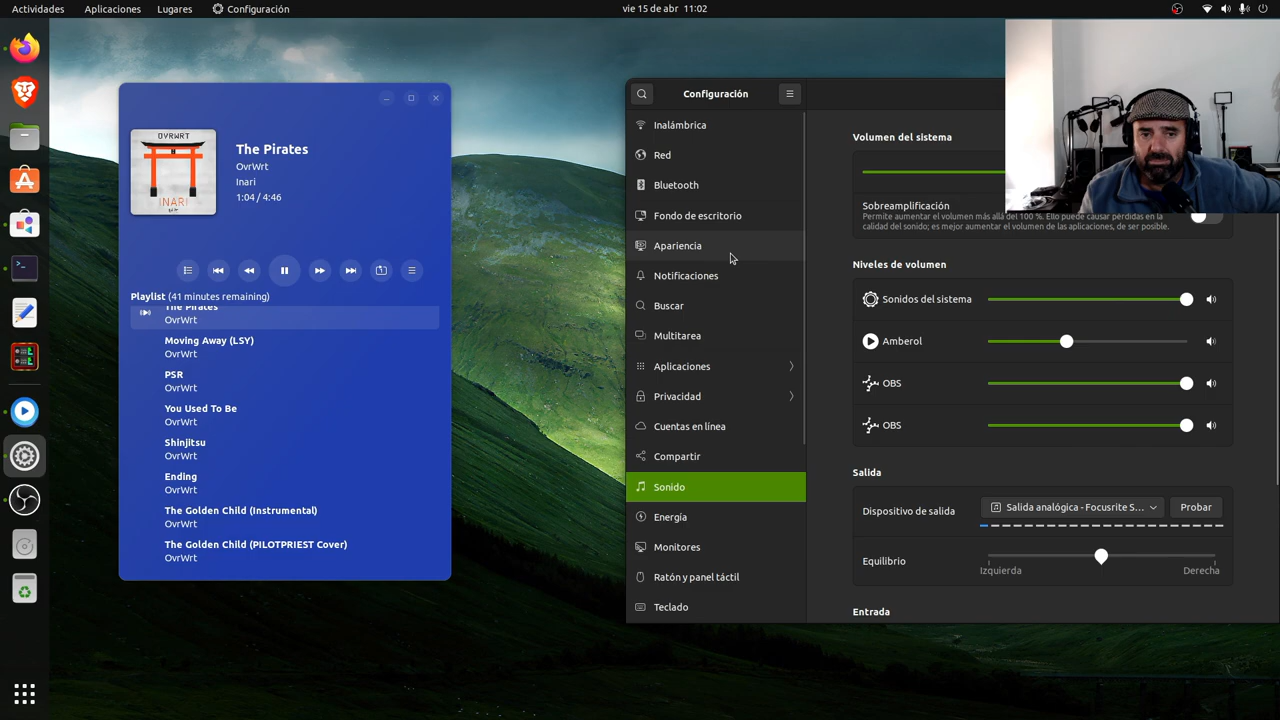 Actividades
Aplicaciones
Lugares
Configuración
vie 15 de abr 11:02
OVRWRT
INARI
The Pirates
OvrWrt
Inari
1:04 / 4:46
Playlist (41 minutes remaining)
The Pirates
OvrWrt
Moving Away (LSY)
OvrWrt
PSR
OvrWrt
You Used To Be
OvrWrt
Shinjitsu
OvrWrt
Ending
OvrWrt
The Golden Child (Instrumental)
OvrWrt
The Golden Child (PILOTPRIEST Cover)
OvrWrt
Configuración
Inalámbrica
Red
Bluetooth
Fondo de escritorio
Apariencia
Notificaciones
Buscar
Multitarea
Aplicaciones
Privacidad
Cuentas en línea
Compartir
Sonido
Energía
Monitores
Ratón y panel táctil
Teclado
Volumen del sistema
Sobreamplificación
Permite aumentar el volumen más allá del 100 %. Ello puede causar pérdidas en la
calidad del sonido; es mejor aumentar el volumen de las aplicaciones, de ser posible.
Niveles de volumen
Sonidos del sistema
Amberol
OBS
OBS
Salida
Dispositivo de salida
Salida analógica - Focusrite S…
Probar
Equilibrio
Izquierda
Derecha
Entrada